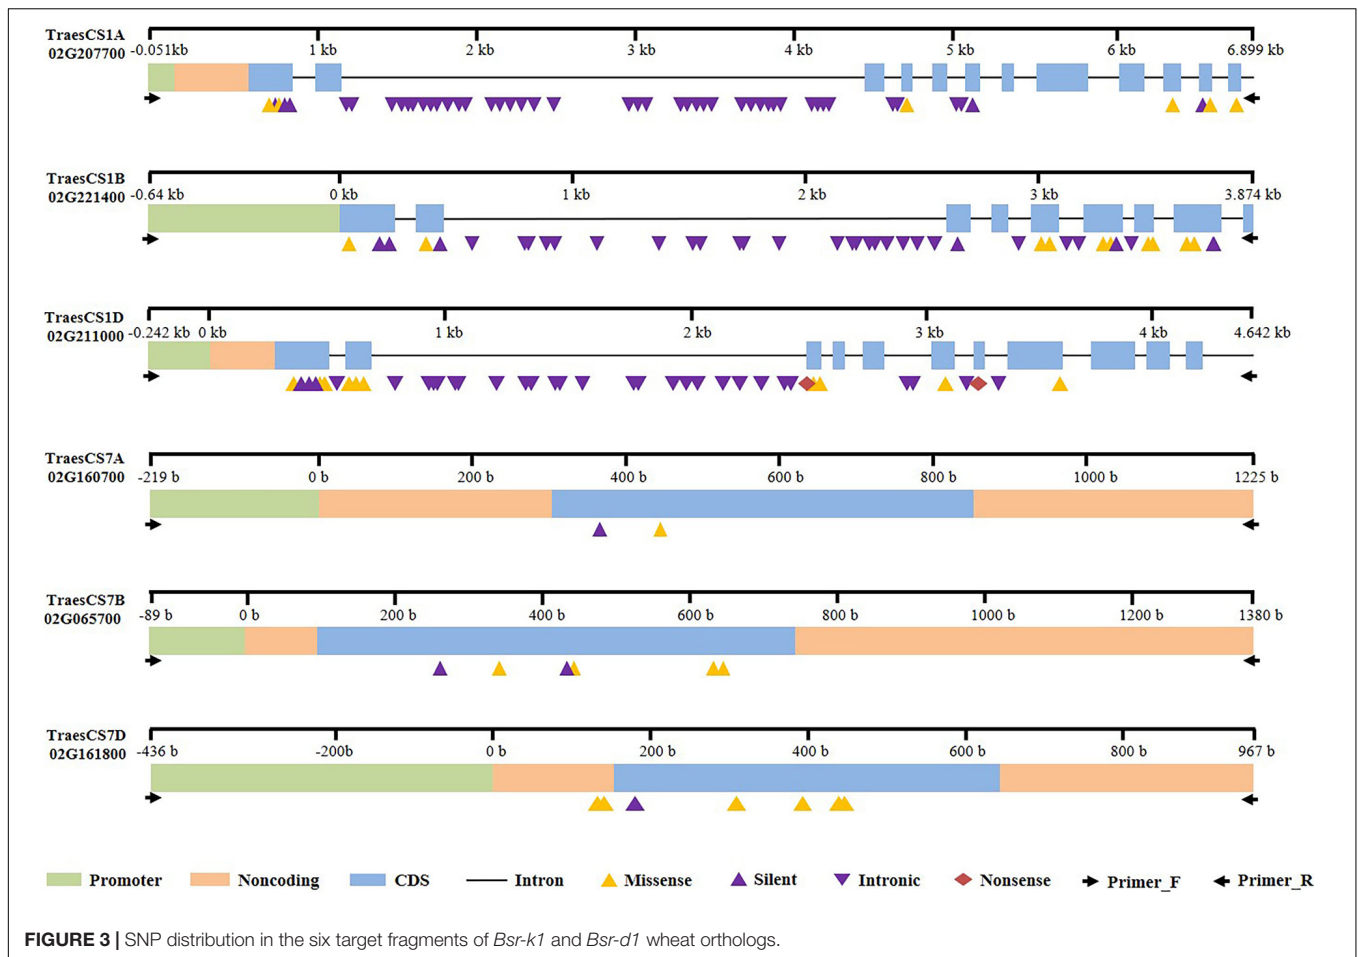 TraesCS1A
02G207700
-0.051kb 1 kb 2 kb 3 kb 4 kb 5 kb 6 kb 6.899 kb
TraesCS1B
02G221400
-0.64 kb 0 kb 1 kb 2 kb 3 kb 3.874 kb
TraesCS1D
02G211000
-0.242 kb 0 kb 1 kb 2 kb 3 kb 4 kb 4.642 kb
TraesCS7A
02G160700
-219 b 0 b 200 b 400 b 600 b 800 b 1000 b 1225 b
TraesCS7B
02G065700
-89 b 0 b 200 b 400 b 600 b 800 b 1000 b 1200 b 1380 b
TraesCS7D
02G161800
-436 b -200b 0 b 200 b 400 b 600 b 800 b 967 b
Promoter Noncoding CDS Intron Missense Silent Intronic Nonsense Primer_F Primer_R
FIGURE 3 | SNP distribution in the six target fragments of Bsr-k1 and Bsr-d1 wheat orthologs.